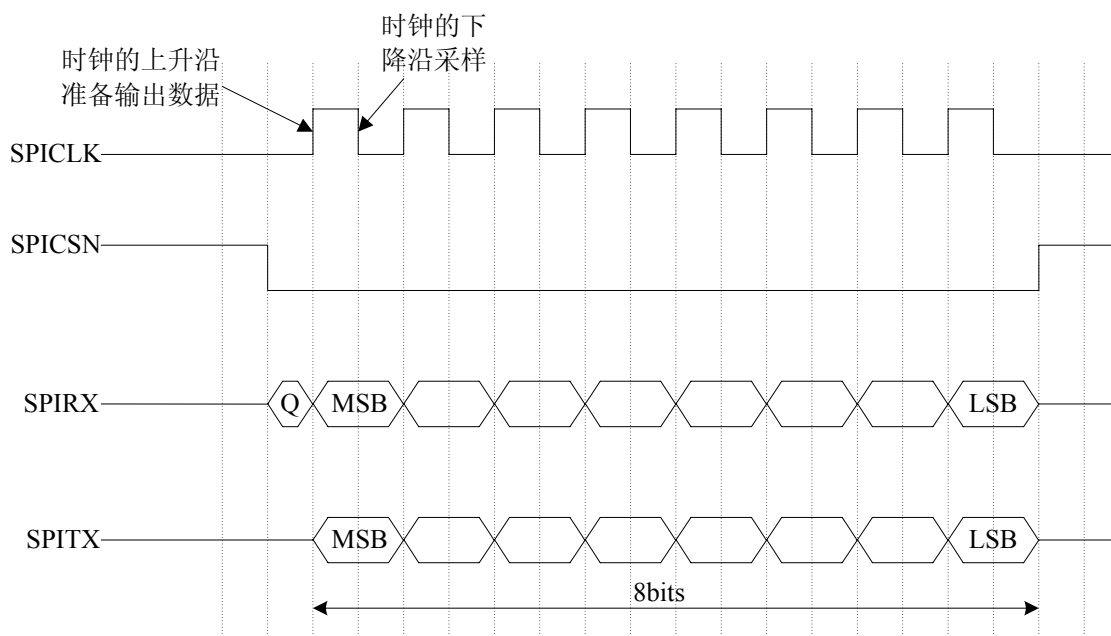 时钟的上升沿
准备输出数据
时钟的下
降沿采样
SPICLK
SPICSN
SPIRX
Q
MSB
LSB
SPITX
MSB
LSB
8bits